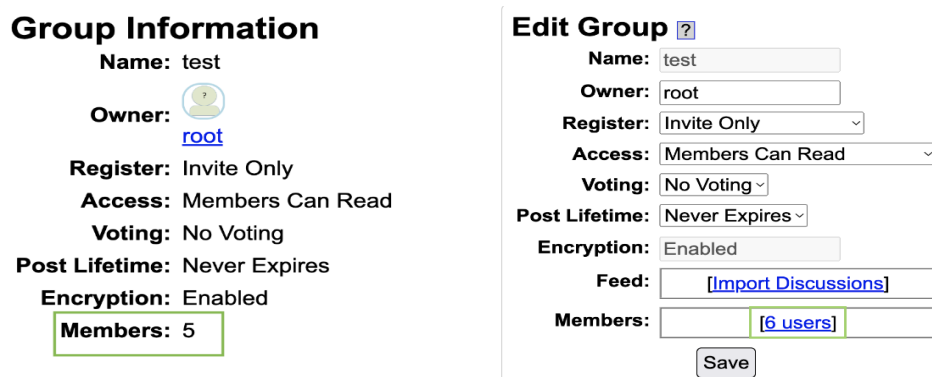 Group Information
Name: test
Owner:
?
root
Register: Invite Only
Access: Members Can Read
Voting: No Voting
Post Lifetime: Never Expires
Encryption: Enabled
Members: 5
Edit Group [?]
Name: test
Owner: root
Register: Invite Only
Access: Members Can Read
Voting: No Voting
Post Lifetime: Never Expires
Encryption: Enabled
Feed: [Import Discussions]
Members: [6 users]
Save